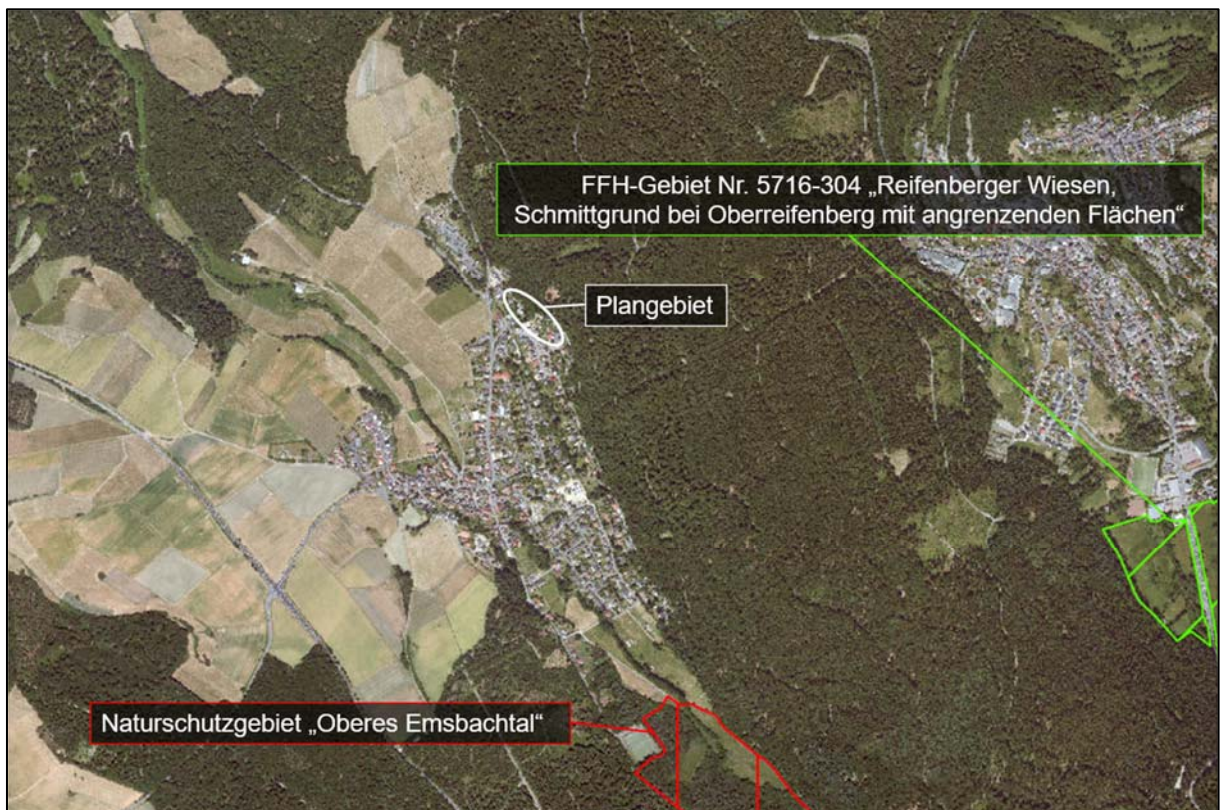 FFH-Gebiet Nr. 5716-304 „Reifenberger Wiesen,
Schmittgrund bei Oberreifenberg mit angrenzenden Flächen“
Plangebiet
Naturschutzgebiet „Oberes Emsbachtal“